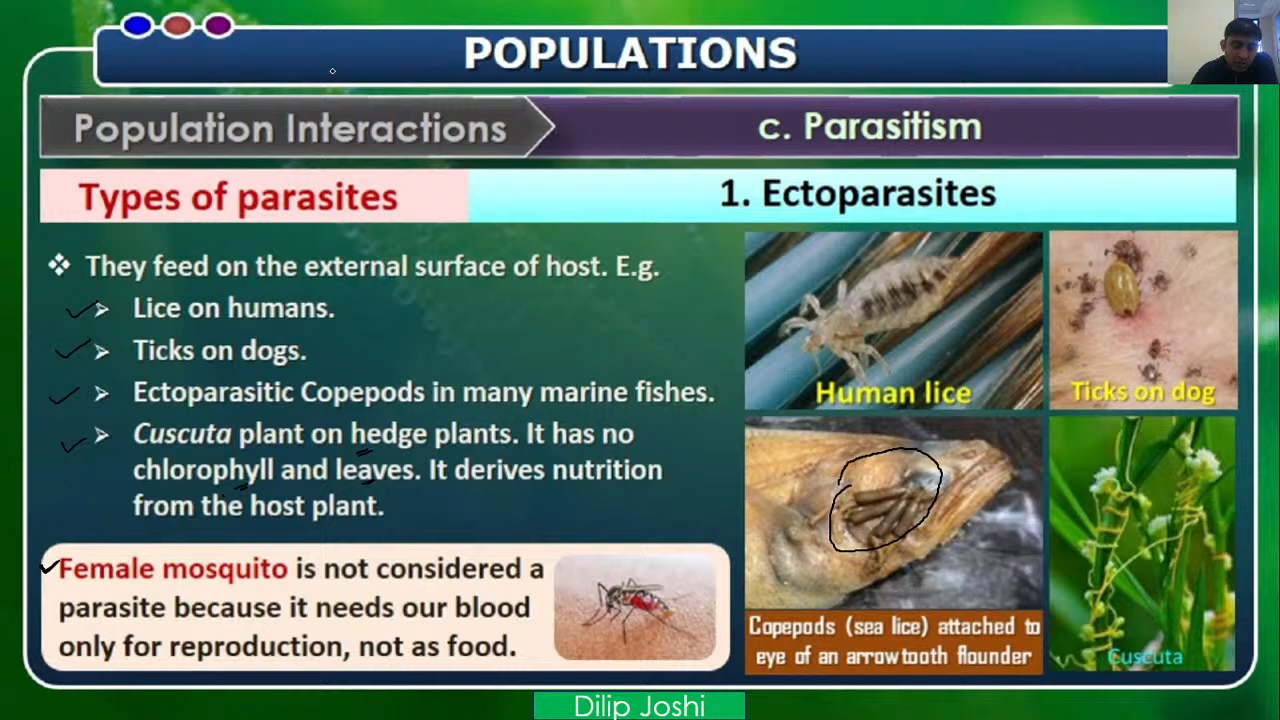 POPULATIONS
Population Interactions
c. Parasitism
Types of parasites
1. Ectoparasites
They feed on the external surface of host. E.g.
Lice on humans.
Ticks on dogs.
Ectoparasitic Copepods in many marine fishes.
Cuscuta plant on hedge plants. It has no
chlorophyll and leaves. It derives nutrition
from the host plant.
Female mosquito is not considered a
parasite because it needs our blood
only for reproduction, not as food.
Human lice
Ticks on dog
Copepods (sea lice) attached to
eye of an arrowtooth flounder
Cuscuta
Dilip Joshi